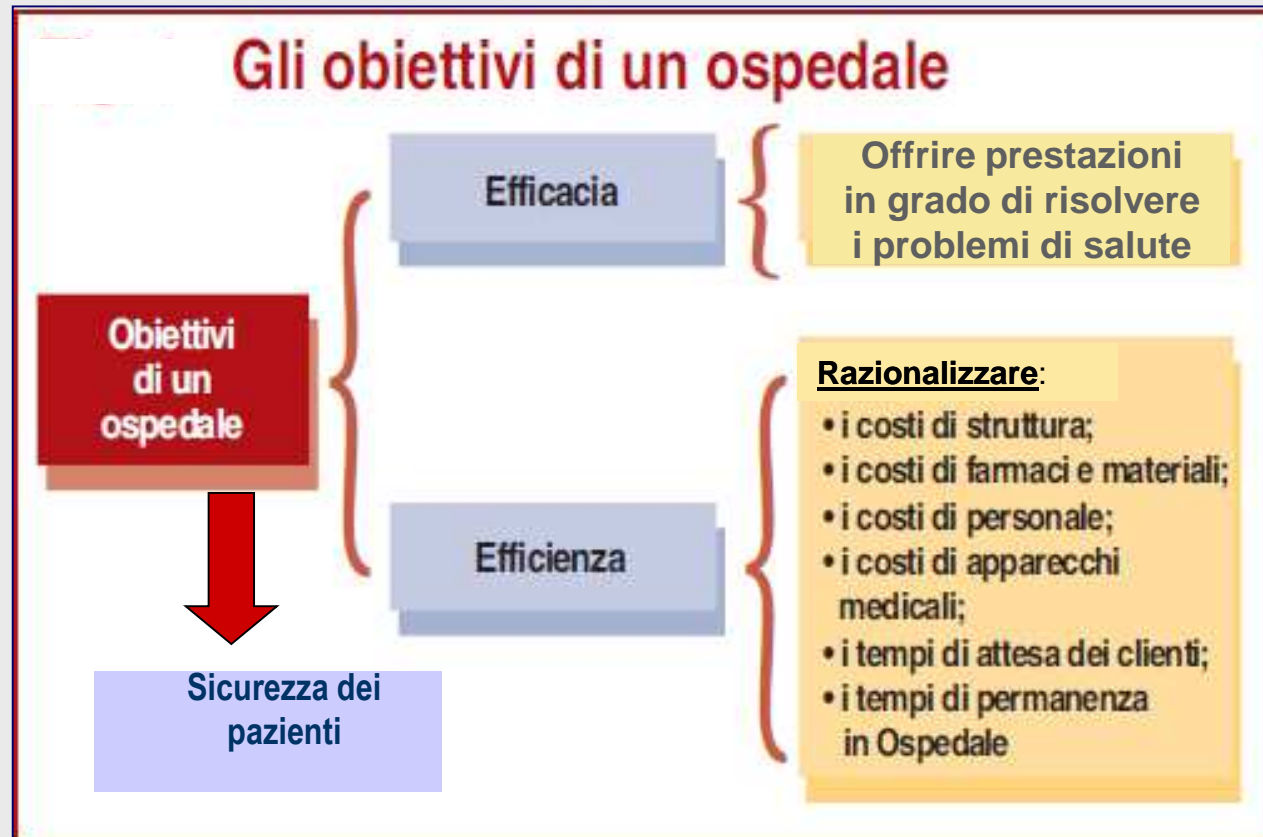 Gli obiettivi di un ospedale
Obiettivi
di un
ospedale
Efficacia
Offrire prestazioni
in grado di risolvere
i problemi di salute
Efficienza
Razionalizzare:
• i costi di struttura;
• i costi di farmaci e materiali;
• i costi di personale;
• i costi di apparecchi
medicali;
• i tempi di attesa dei clienti;
• i tempi di permanenza
in Ospedale
Sicurezza dei
pazienti